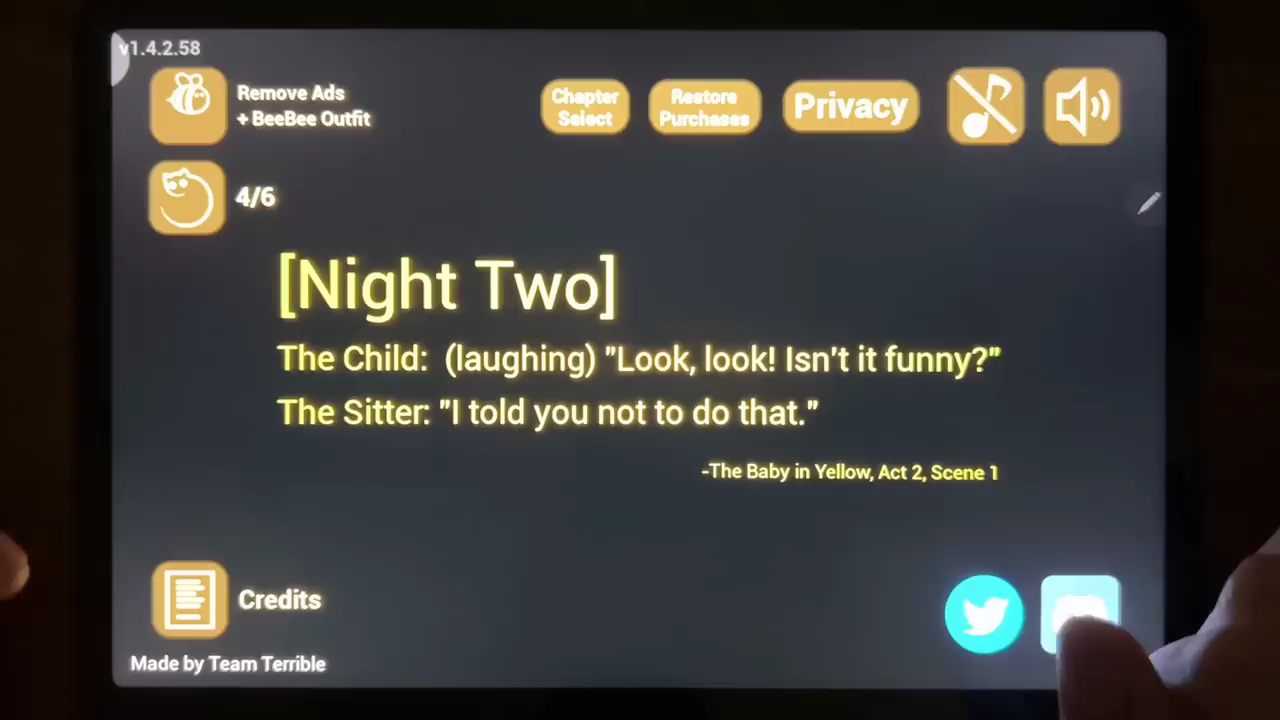 v1.4.2.58
Remove Ads
+ BeeBee Outfit
Chapter
Select
Restore
Purchases
Privacy
4/6
[Night Two]
The Child: (laughing) "Look, look! Isn't it funny?"
The Sitter: "I told you not to do that."
-The Baby in Yellow, Act 2, Scene 1
Credits
Made by Team Terrible